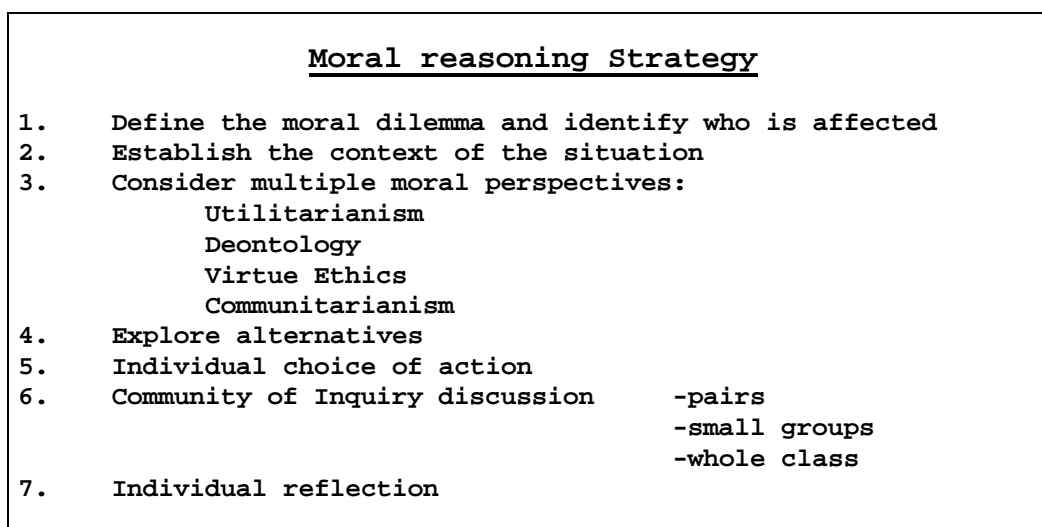 Moral reasoning Strategy
1. Define the moral dilemma and identify who is affected
2. Establish the context of the situation
3. Consider multiple moral perspectives:
Utilitarianism
Deontology
Virtue Ethics
Communitarianism
4. Explore alternatives
5. Individual choice of action
6. Community of Inquiry discussion -pairs
-small groups
-whole class
7. Individual reflection